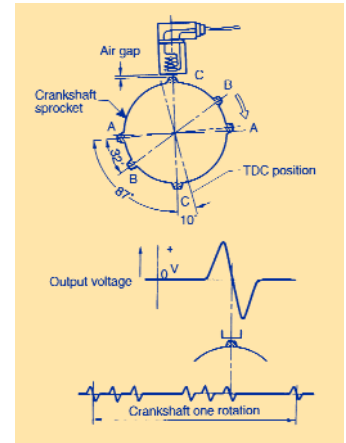 Air gap
C
B
Crankshaft
sprocket
A
A
32°
B
TDC position
87°
C
10°
+
0 V
Output voltage
Crankshaft one rotation